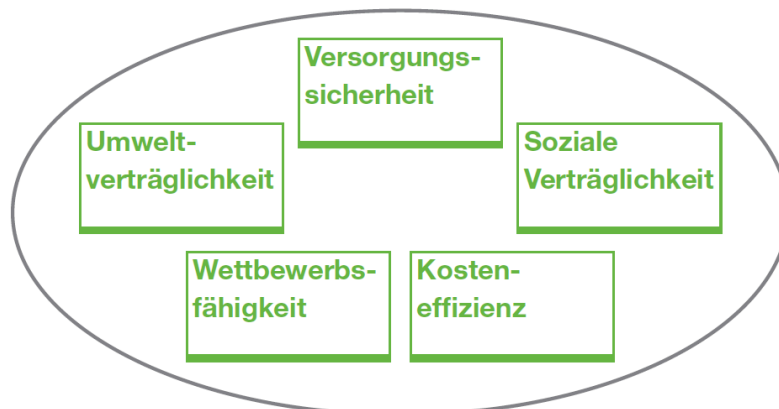 Versorgungs-
sicherheit
Umwelt-
verträglichkeit
Soziale
Verträglichkeit
Wettbewerbs-
fähigkeit
Kosten-
effizienz